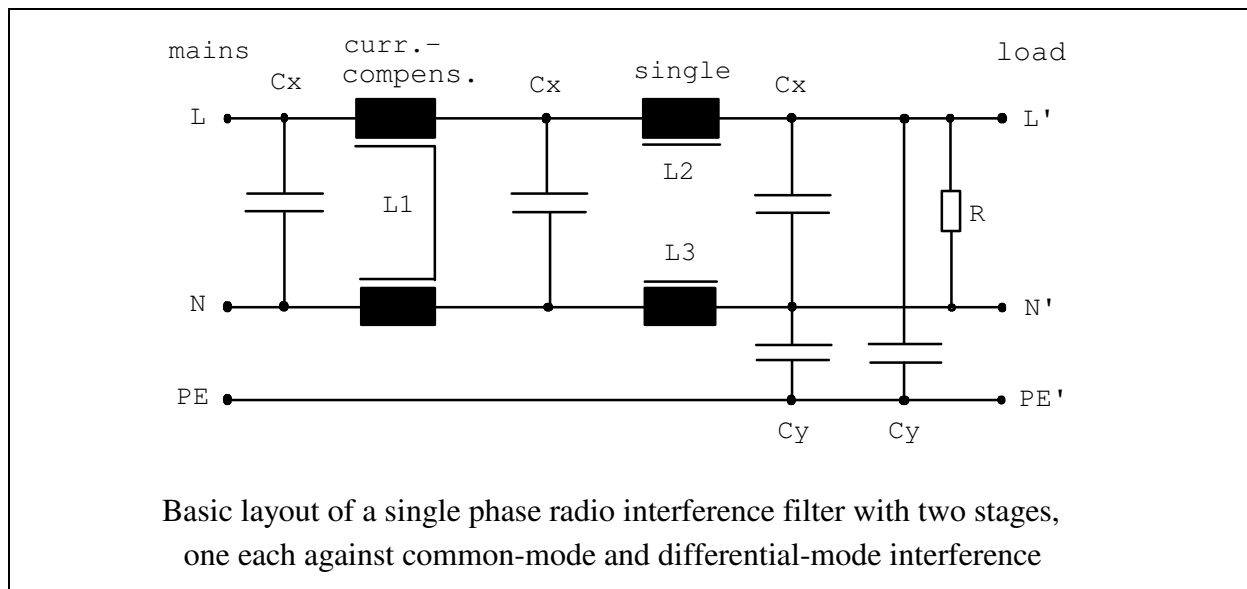 mains
curr.-
compens.
single
load
Cx
Cx
Cx
L
L'
L2
L1
R
L3
N
N'
PE
PE'
Cy
Cy
Basic layout of a single phase radio interference filter with two stages,
one each against common-mode and differential-mode interference